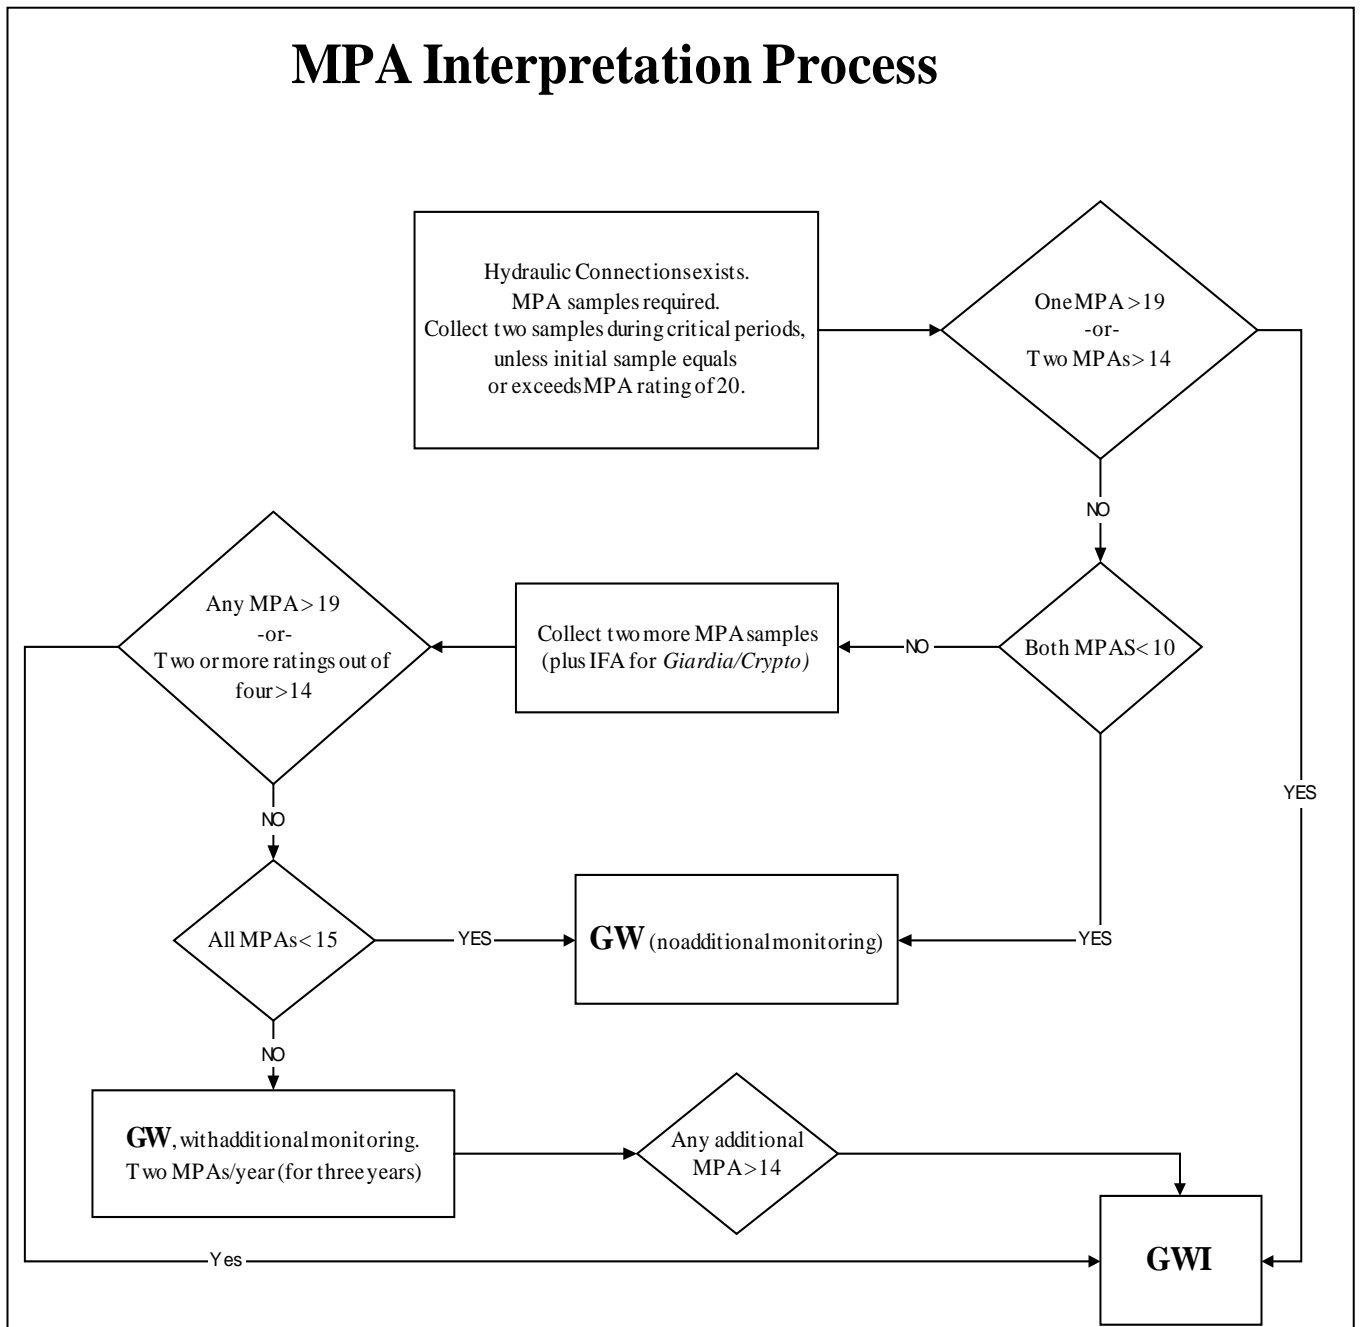 MPA Interpretation Process
Hydraulic Connections exists.
MPA samples required.
Collect two samples during critical periods,
unless initial sample equals
or exceeds MPA rating of 20.
One MPA >19
-or-
Two MPAs > 14
YES
NO
Both MPAS < 10
NO
YES
Collect two more MPA samples
(plus IFA for Giardia/Crypto)
Any MPA > 19
-or-
Two or more ratings out of
four >14
NO
Yes
All MPAs < 15
YES
GW (no additional monitoring)
NO
GW, with additional monitoring.
Two MPAs/year (for three years)
Any additional
MPA >14
GWI